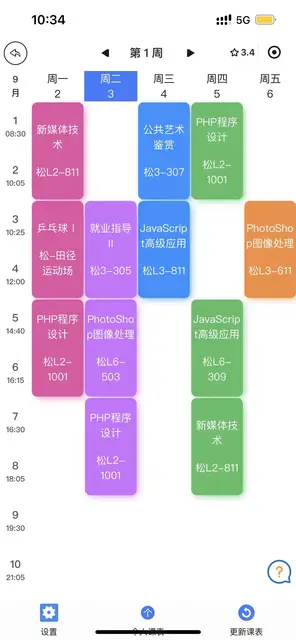 10:34
5G
62
第 1 周
3.4
9
月
周一
2
周二
3
周三
4
周四
5
周五
6
1
08:30
2
10:05
3
10:25
4
12:00
5
14:40
6
16:15
7
16:30
8
18:05
9
19:30
10
21:05
新媒体技
术
松L2-811
公共艺术
鉴赏
松3-307
PHP程序
设计
松L2-
1001
乒乓球Ⅰ
松-田径
运动场
就业指导
II
松3-305
JavaScrip
t高级应用
松L3-811
PhotoSho
p图像处理
松L3-611
PHP程序
设计
松L2-
1001
PhotoSho
p图像处理
松L6-
503
JavaScrip
t高级应用
松L6-
309
PHP程序
设计
松L2-
1001
新媒体技
术
松L2-811
?
个
设置
个人课表
更新课表